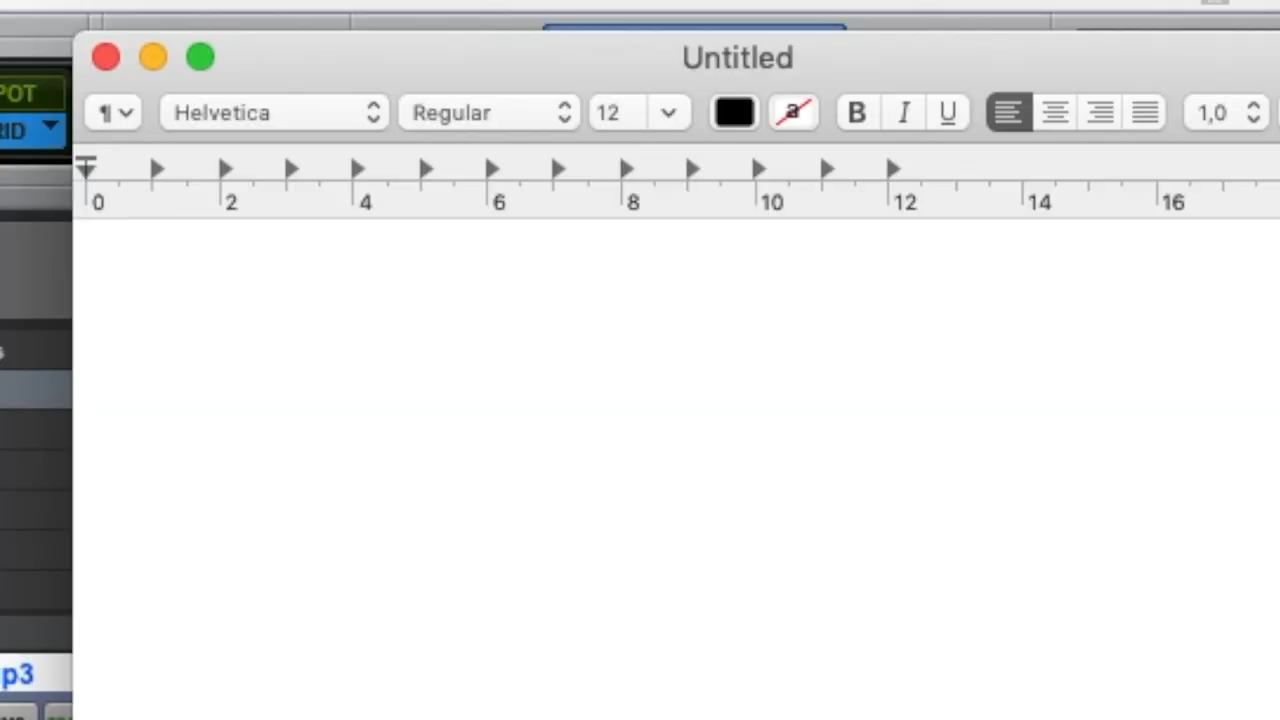 Untitled
POT
RID
¶ Helvetica Regular 12 a B I U 1,0
0 2 4 6 8 10 12 14 16
s
p3